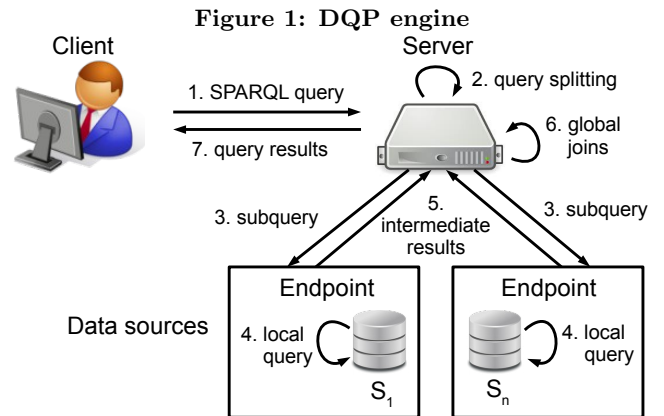 Figure 1: DQP engine
Client
Server
1. SPARQL query
2. query splitting
7. query results
6. global
joins
3. subquery
5.
intermediate
results
3. subquery
Endpoint
Endpoint
Data sources
4. local
query
4. local
query
S1
Sn